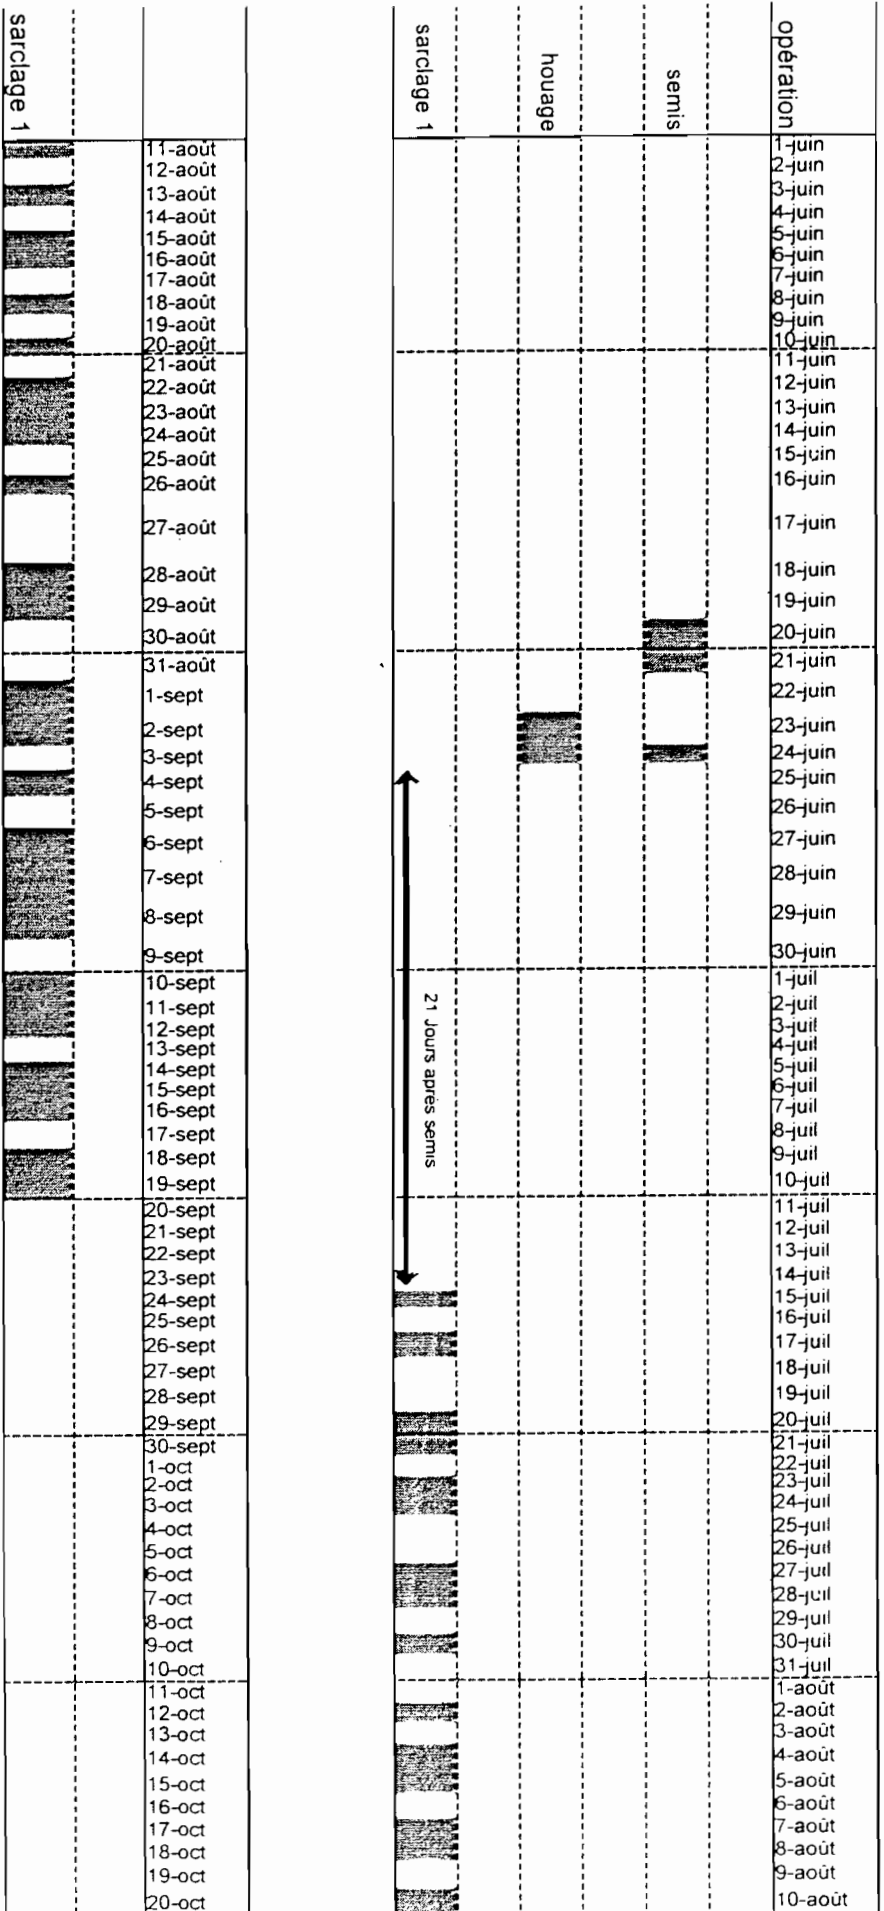 opération
semis
houage
sarclage 1
1-juin
2-juin
3-juin
4-juin
5-juin
6-juin
7-juin
8-juin
9-juin
10-juin
11-juin
12-juin
13-juin
14-juin
15-juin
16-juin
17-juin
18-juin
19-juin
20-juin
21-juin
22-juin
23-juin
24-juin
25-juin
26-juin
27-juin
28-juin
29-juin
30-juin
1-juil
2-juil
3-juil
4-juil
5-juil
6-juil
7-juil
8-juil
9-juil
10-juil
11-juil
12-juil
13-juil
14-juil
15-juil
16-juil
17-juil
18-juil
19-juil
20-juil
21-juil
22-juil
23-juil
24-juil
25-juil
26-juil
27-juil
28-juil
29-juil
30-juil
31-juil
1-août
2-août
3-août
4-août
5-août
6-août
7-août
8-août
9-août
10-août
21 Jours après semis
sarclage 1
11-août
12-août
13-août
14-août
15-août
16-août
17-août
18-août
19-août
20-août
21-août
22-août
23-août
24-août
25-août
26-août
27-août
28-août
29-août
30-août
31-août
1-sept
2-sept
3-sept
4-sept
5-sept
6-sept
7-sept
8-sept
9-sept
10-sept
11-sept
12-sept
13-sept
14-sept
15-sept
16-sept
17-sept
18-sept
19-sept
20-sept
21-sept
22-sept
23-sept
24-sept
25-sept
26-sept
27-sept
28-sept
29-sept
30-sept
1-oct
2-oct
3-oct
4-oct
5-oct
6-oct
7-oct
8-oct
9-oct
10-oct
11-oct
12-oct
13-oct
14-oct
15-oct
16-oct
17-oct
18-oct
19-oct
20-oct